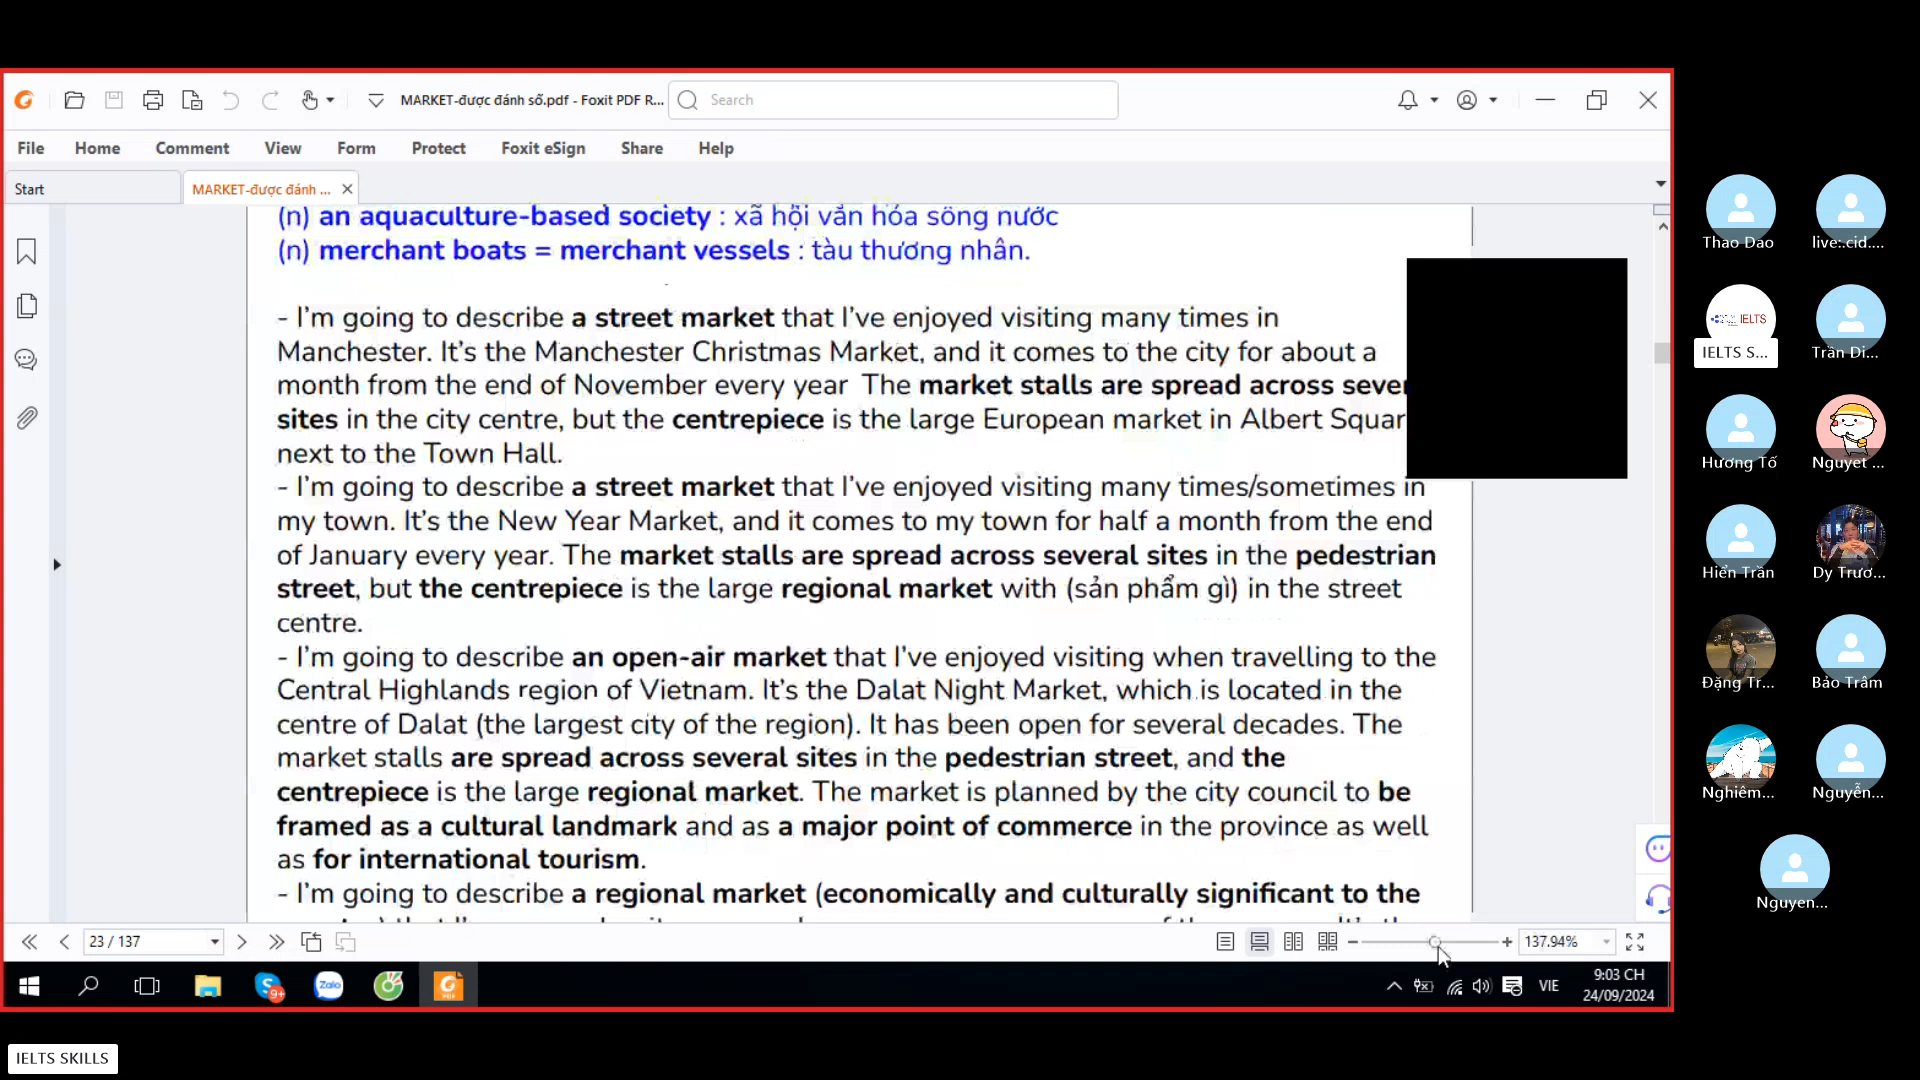 MARKET-được đánh số.pdf - Foxit PDF R...
Search
File Home Comment View Form Protect Foxit eSign Share Help
Start
MARKET-được đánh ...
(n) an aquaculture-based society : xã hội văn hóa sông nước
(n) merchant boats = merchant vessels : tàu thương nhân.
- I'm going to describe a street market that I've enjoyed visiting many times in
Manchester. It's the Manchester Christmas Market, and it comes to the city for about a
month from the end of November every year The market stalls are spread across
sites in the city centre, but the centrepiece is the large European market in Albert
next to the Town Hall.
- I'm going to describe a street market that I've enjoyed visiting many times/sometimes in
my town. It's the New Year Market, and it comes to my town for half a month from the end
of January every year. The market stalls are spread across several sites in the pedestrian
street, but the centrepiece is the large regional market with (sản phẩm gì) in the street
centre.
- I'm going to describe an open-air market that I've enjoyed visiting when travelling to the
Central Highlands region of Vietnam. It's the Dalat Night Market, which is located in the
centre of Dalat (the largest city of the region). It has been open for several decades. The
market stalls are spread across several sites in the pedestrian street, and the
centrepiece is the large regional market. The market is planned by the city council to be
framed as a cultural landmark and as a major point of commerce in the province as well
as for international tourism.
- I'm going to describe a regional market (economically and culturally significant to the
23 / 137
137.94%
9+
Zalo
VIE
9:03 CH
24/09/2024
Thao Dao
live:.cid....
IELTS
IELTS S...
Trần Di...
Hương Tố
Nguyet ...
Hiển Trần
Dy Trươ...
Đặng Tr...
Bảo Trâm
Nghiêm...
Nguyễn...
Nguyen...
IELTS SKILLS